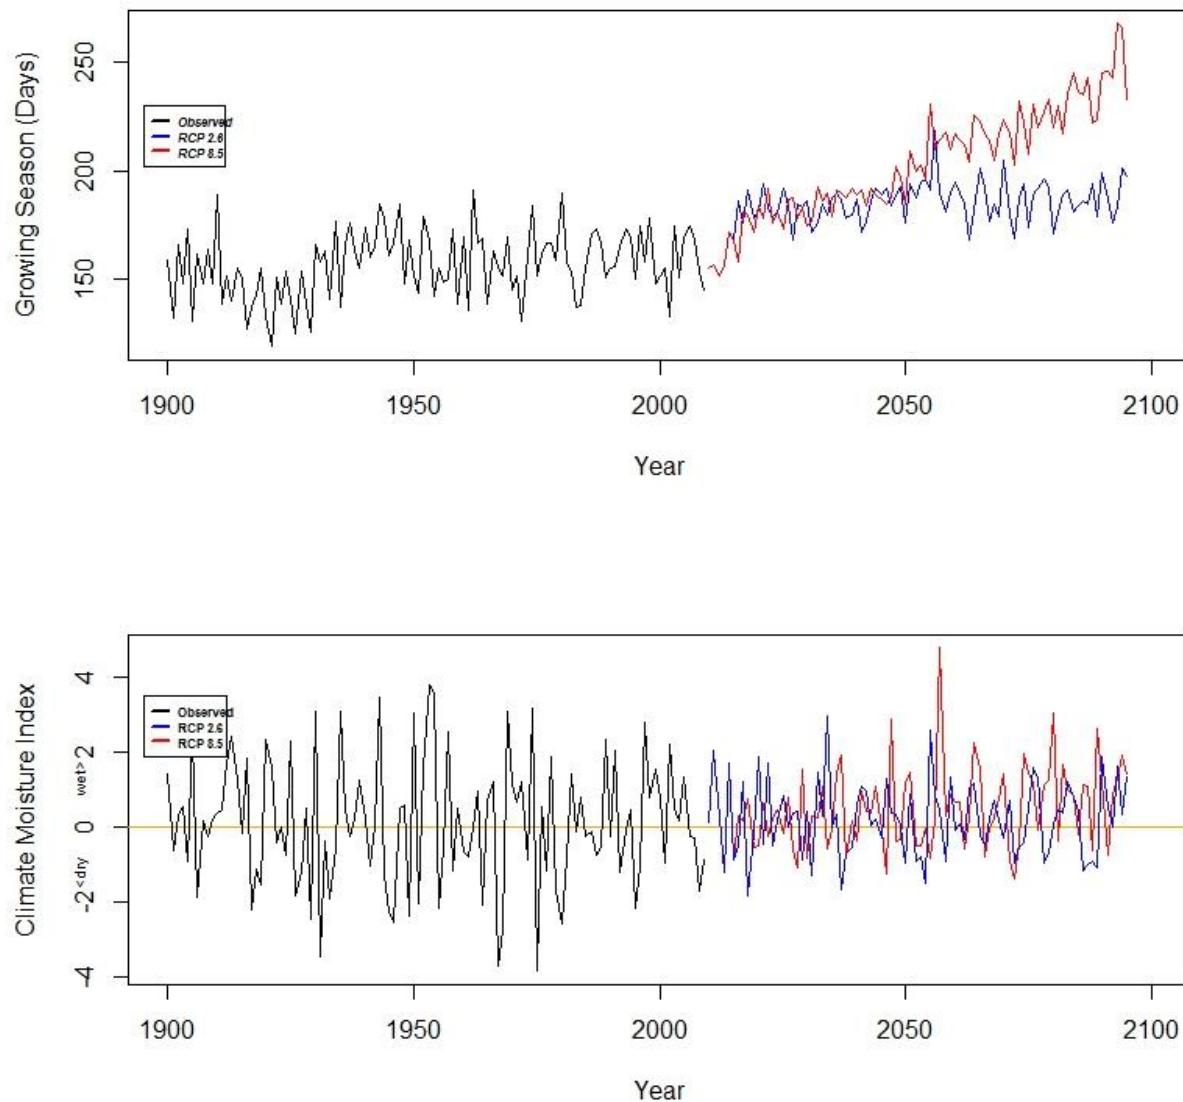 Growing Season (Days)
250
200
150
Observed
RCP 2.6
RCP 8.5
1900 1950 2000 2050 2100
Year
Climate Moisture Index
<dry wet>
4
2
0
-2
-4
Observed
RCP 2.6
RCP 8.5
1900 1950 2000 2050 2100
Year